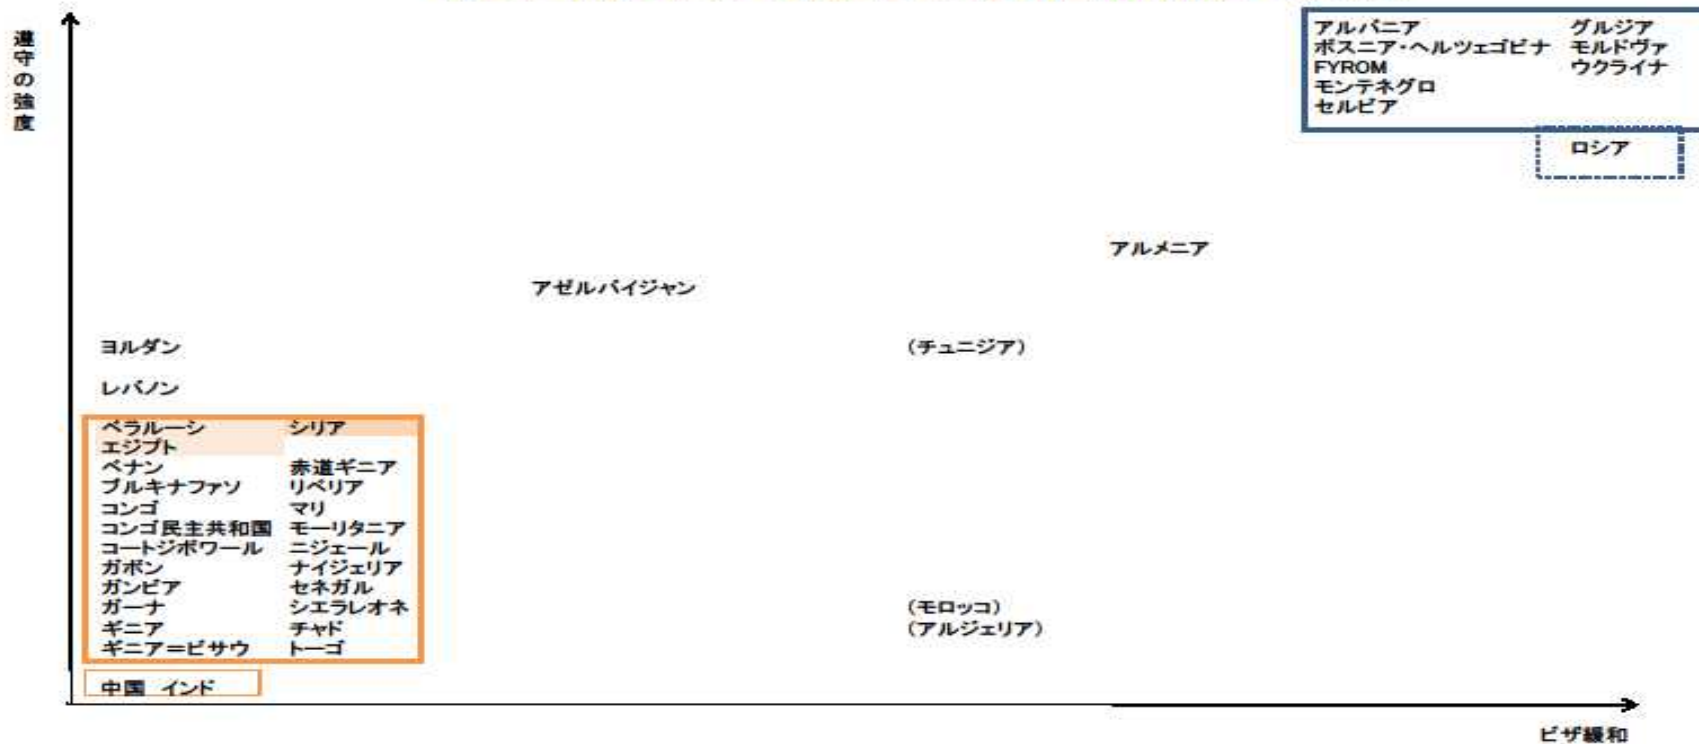 遵守の強度
アルバニア グルジア
ボスニア・ヘルツェゴビナ モルドヴァ
FYROM ウクライナ
モンテネグロ
セルビア
ロシア
アルメニア
アゼルバイジャン
ヨルダン (チュニジア)
レバノン
ベラルーシ シリア
エジプト
ベナン 赤道ギニア
ブルキナファソ リベリア
コンゴ マリ
コンゴ民主共和国 モーリタニア
コートジボワール ニジェール
ガボン ナイジェリア
ガンビア セネガル
ガーナ シエラレオネ (モロッコ)
ギニア チャド (アルジェリア)
ギニア=ビサウ トーゴ
中国 インド
ビザ緩和